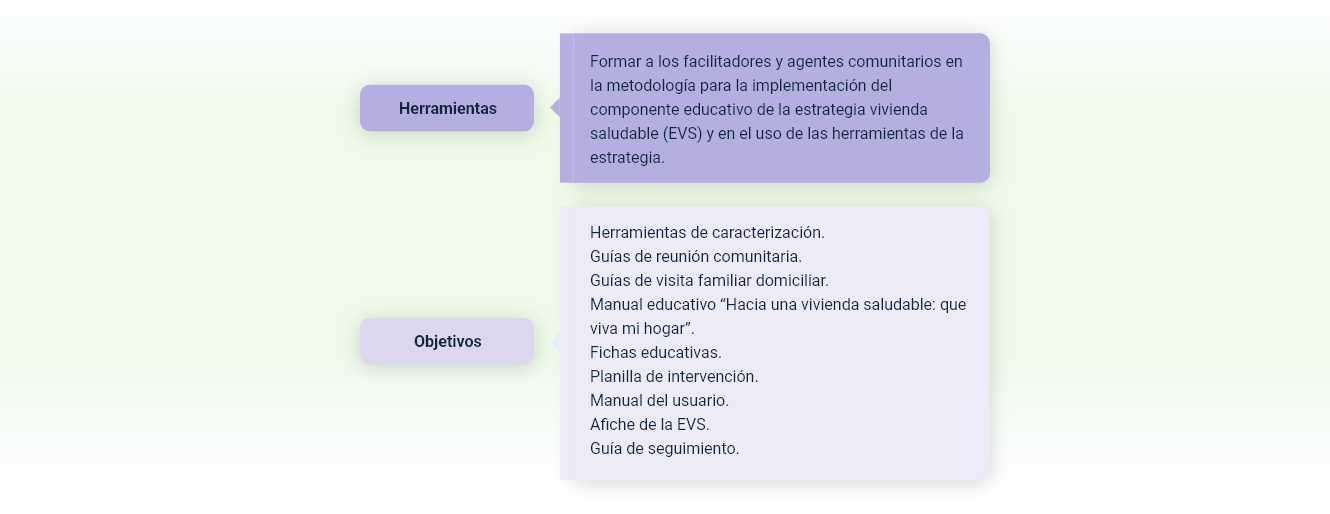 Herramientas
Formar a los facilitadores y agentes comunitarios en
la metodología para la implementación del
componente educativo de la estrategia vivienda
saludable (EVS) y en el uso de las herramientas de la
estrategia.
Objetivos
Herramientas de caracterización.
Guías de reunión comunitaria.
Guías de visita familiar domiciliar.
Manual educativo “Hacia una vivienda saludable: que
viva mi hogar”.
Fichas educativas.
Planilla de intervención.
Manual del usuario.
Afiche de la EVS.
Guía de seguimiento.